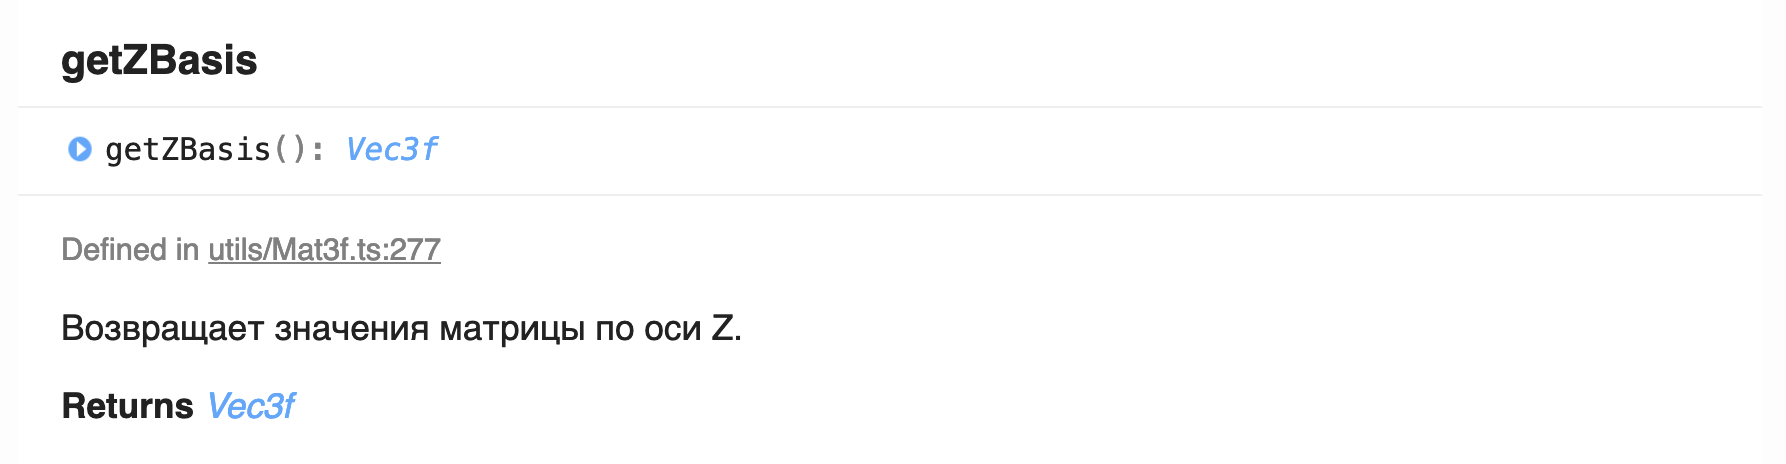 getZBasis
getZBasis(): Vec3f
Defined in utils/Mat3f.ts:277
Возвращает значения матрицы по оси Z.
Returns Vec3f